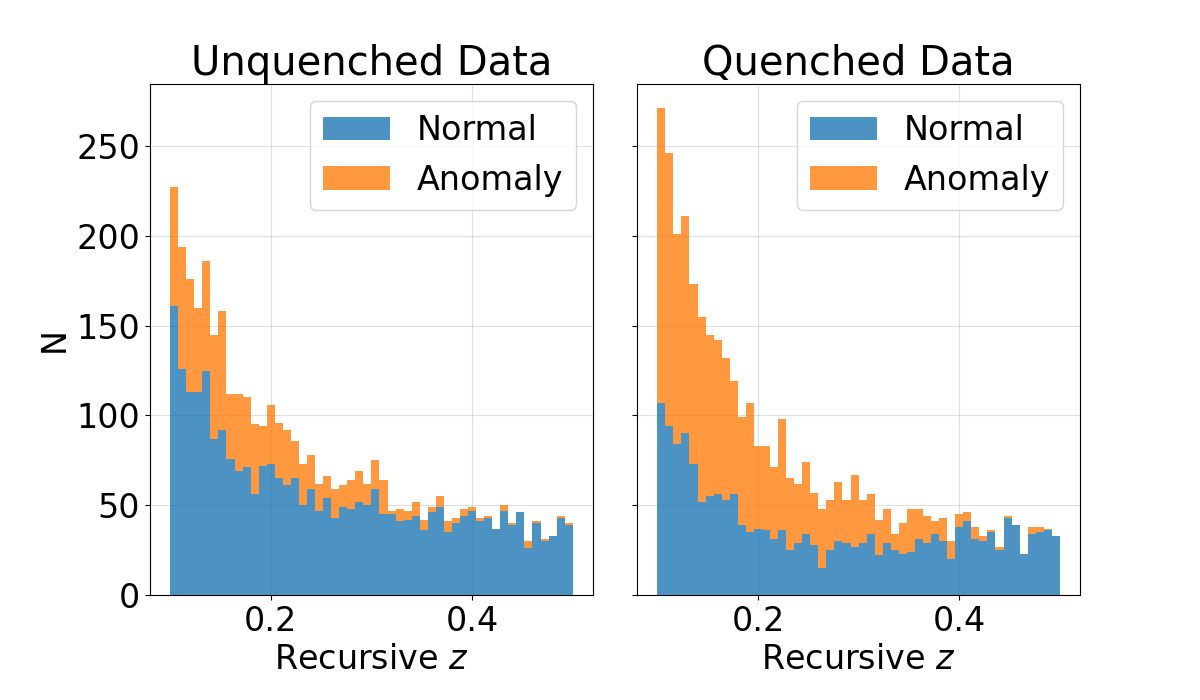 Unquenched Data
Quenched Data
Normal
Anomaly
Normal
Anomaly
N
250
200
150
100
50
0
0.2
0.4
0.2
0.4
Recursive z
Recursive z